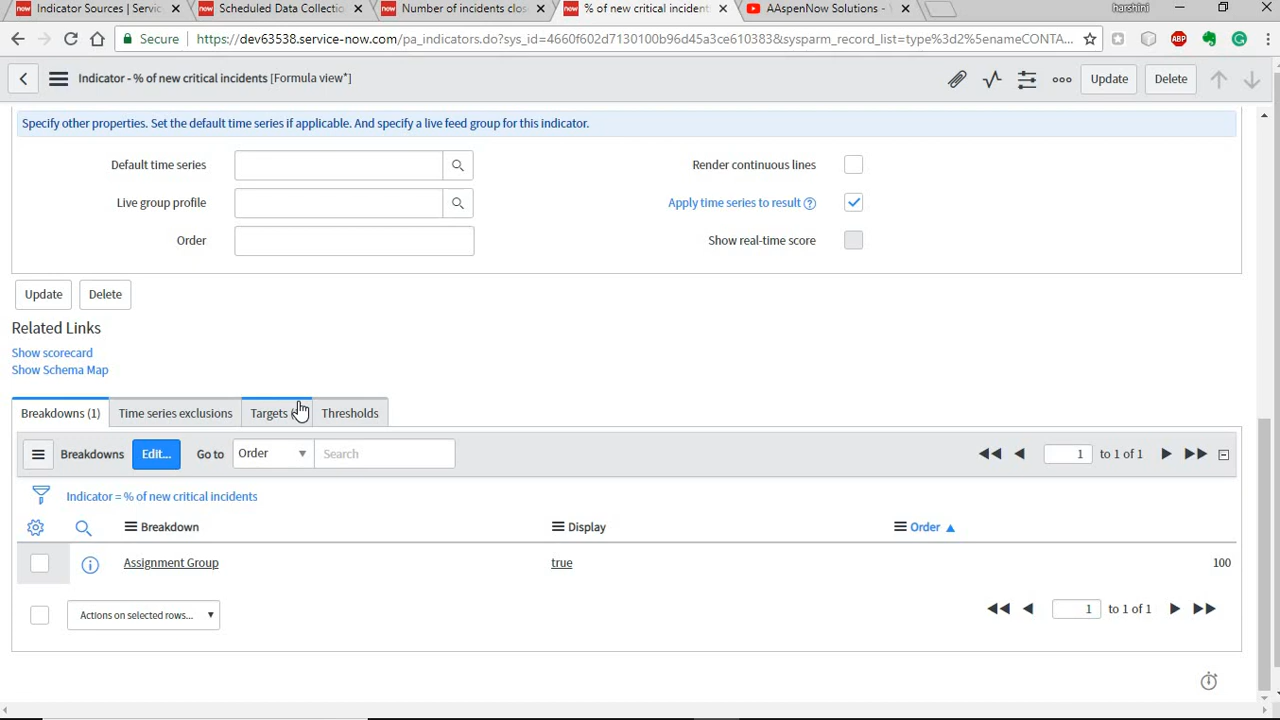 Indicator Sources | Servic
Scheduled Data Collection
Number of incidents clos
% of new critical incident
AAspenNow Solutions -
harshini
Secure
https://dev63538.service-now.com/pa_indicators.do?sys_id=4660f602d7130100b96d45a3ce610383&sysparm_record_list=type%3d2%5enameCONTA...
ABP
Indicator - % of new critical incidents [Formula view*]
Update
Delete
Specify other properties. Set the default time series if applicable. And specify a live feed group for this indicator.
Default time series
Render continuous lines
Live group profile
Apply time series to result
Order
Show real-time score
Update
Delete
Related Links
Show scorecard
Show Schema Map
Breakdowns (1)
Time series exclusions
Targets
Thresholds
Breakdowns
Edit...
Go to
Order
Search
1 to 1 of 1
Indicator = % of new critical incidents
Breakdown
Display
Order
Assignment Group
true
100
Actions on selected rows...
1 to 1 of 1